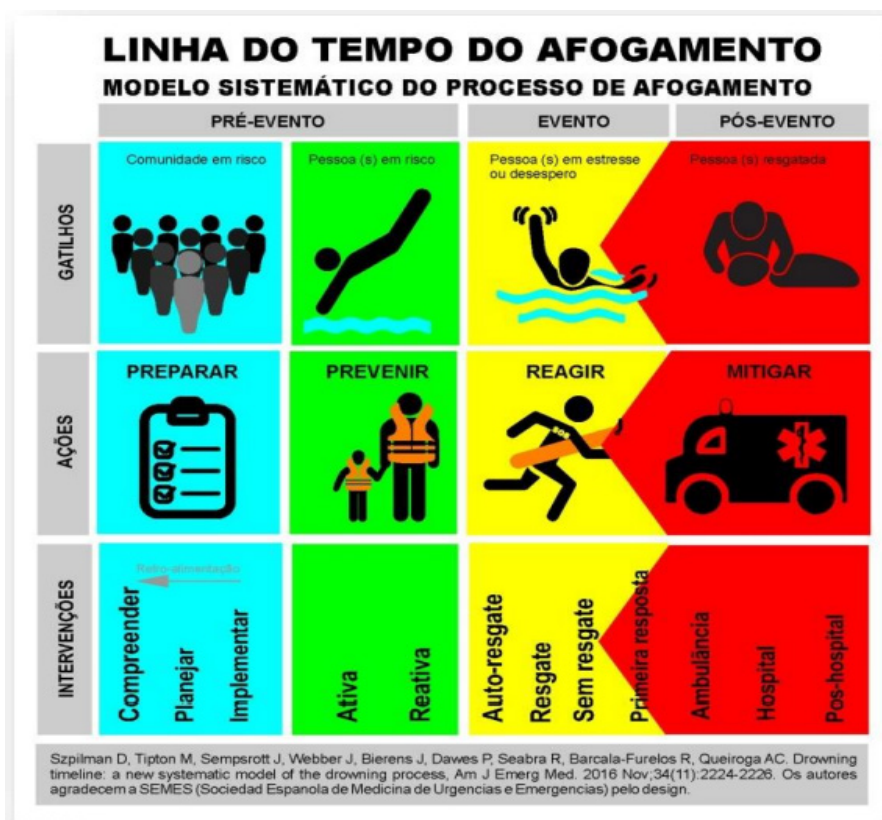 LINHA DO TEMPO DO AFOGAMENTO
MODELO SISTEMÁTICO DO PROCESSO DE AFOGAMENTO
PRÉ-EVENTO
EVENTO
PÓS-EVENTO
GATILHOS
Comunidade em risco
Pessoa (s) em risco
Pessoa (s) em estresse
ou desespero
Pessoa (s) resgatada
AÇÕES
PREPARAR
PREVENIR
REAGIR
MITIGAR
INTERVENÇÕES
Retro-alimentação
Compreender
Planejar
Implementar
Ativa
Reativa
Auto-resgate
Resgate
Sem resgate
Primeira resposta
Ambulância
Hospital
Pos-hospital
Szpilman D, Tipton M, Sempsrott J, Webber J, Bierens J, Dawes P, Seabra R, Barcala-Furelos R, Queiroga AC. Drowning
timeline: a new systematic model of the drowning process, Am J Emerg Med. 2016 Nov;34(11):2224-2226. Os autores
agradecem a SEMES (Sociedad Espanola de Medicina de Urgencias e Emergencias) pelo design.